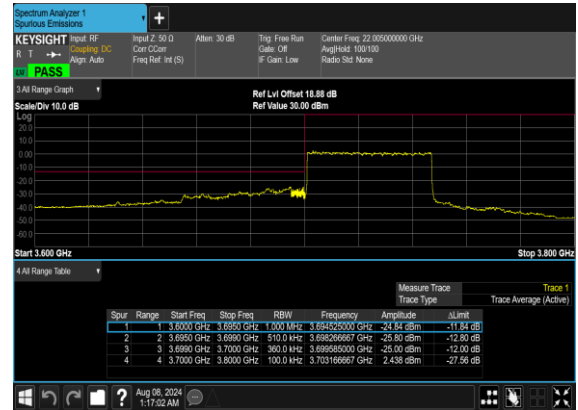 Spectrum Analyzer 1
Spurious Emissions
KEYSIGHT Input: RF Input Z: 50 Ω Atten: 30 dB Trig: Free Run Center Freq: 22.005000000 GHz
R T Coupling: DC Corr CCorr Gate: Off Avg|Hold: 100/100
Align: Auto Freq Ref: Int (S) IF Gain: Low Radio Std: None
LXI PASS
3 All Range Graph
Ref Lvl Offset 18.88 dB
Scale/Div 10.0 dB Ref Value 30.00 dBm
Log
20.0
10.0
0.00
-10.0
-20.0
-30.0
-40.0
-50.0
-60.0
Start 3.600 GHz Stop 3.800 GHz
4 All Range Table
Measure Trace Trace 1
Trace Type Trace Average (Active)
Spur Range Start Freq Stop Freq RBW Frequency Amplitude ΔLimit
1 1 3.6000 GHz 3.6950 GHz 1.000 MHz 3.694525000 GHz -24.84 dBm -11.84 dB
2 2 3.6950 GHz 3.6990 GHz 510.0 kHz 3.698266667 GHz -25.80 dBm -12.80 dB
3 3 3.6990 GHz 3.7000 GHz 360.0 kHz 3.699585000 GHz -25.00 dBm -12.00 dB
4 4 3.7000 GHz 3.8000 GHz 100.0 kHz 3.703166667 GHz 2.438 dBm -27.56 dB
Aug 08, 2024
1:17:02 AM